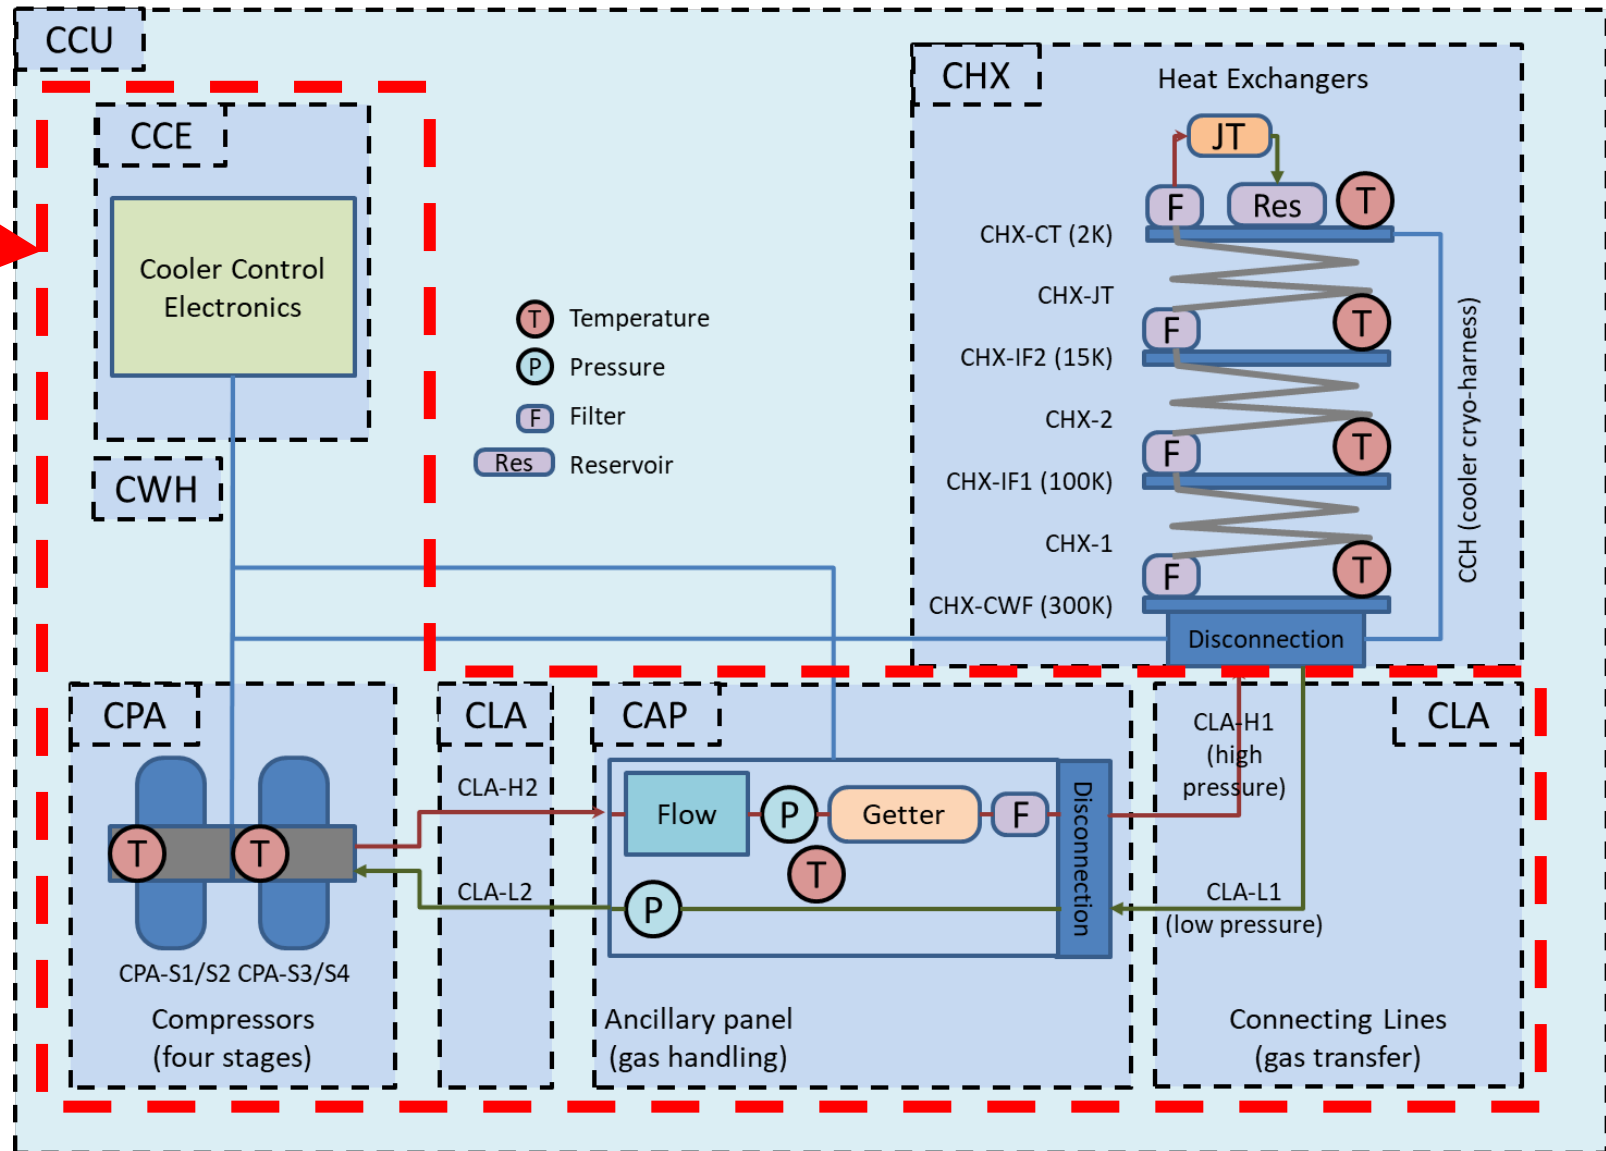 CCU
CCE
Cooler Control
Electronics
CWH
T Temperature
P Pressure
F Filter
Res Reservoir
CHX
Heat Exchangers
JT
F
Res
T
CHX-CT (2K)
CHX-JT
F
T
CHX-IF2 (15K)
CHX-2
F
T
CHX-IF1 (100K)
CHX-1
F
T
CHX-CWF (300K)
Disconnection
CCH (cooler cryo-harness)
CPA
T
T
CPA-S1/S2 CPA-S3/S4
Compressors
(four stages)
CLA
CLA-H2
CLA-L2
CAP
Flow
P
Getter
F
T
P
Disconnection
Ancillary panel
(gas handling)
CLA
CLA-H1
(high
pressure)
CLA-L1
(low pressure)
Connecting Lines
(gas transfer)